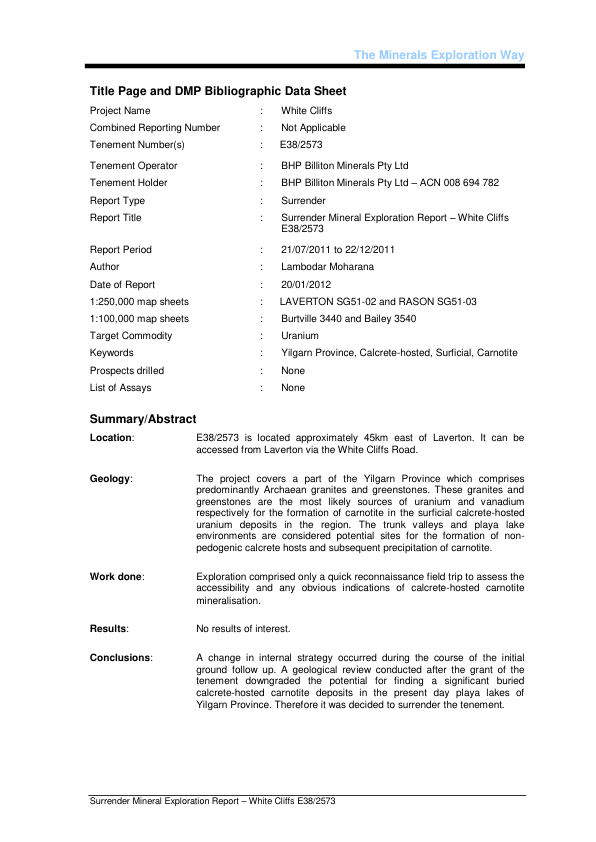 The Minerals Exploration Way
Title Page and DMP Bibliographic Data Sheet
Project Name : White Cliffs
Combined Reporting Number : Not Applicable
Tenement Number(s) : E38/2573
Tenement Operator : BHP Billiton Minerals Pty Ltd
Tenement Holder : BHP Billiton Minerals Pty Ltd – ACN 008 694 782
Report Type : Surrender
Report Title : Surrender Mineral Exploration Report – White Cliffs
E38/2573
Report Period : 21/07/2011 to 22/12/2011
Author : Lambodar Moharana
Date of Report : 20/01/2012
1:250,000 map sheets : LAVERTON SG51-02 and RASON SG51-03
1:100,000 map sheets : Burtville 3440 and Bailey 3540
Target Commodity : Uranium
Keywords : Yilgarn Province, Calcrete-hosted, Surficial, Carnotite
Prospects drilled : None
List of Assays : None
Summary/Abstract
Location: E38/2573 is located approximately 45km east of Laverton. It can be
accessed from Laverton via the White Cliffs Road.
Geology: The project covers a part of the Yilgarn Province which comprises
predominantly Archaean granites and greenstones. These granites and
greenstones are the most likely sources of uranium and vanadium
respectively for the formation of carnotite in the surficial calcrete-hosted
uranium deposits in the region. The trunk valleys and playa lake
environments are considered potential sites for the formation of non-
pedogenic calcrete hosts and subsequent precipitation of carnotite.
Work done: Exploration comprised only a quick reconnaissance field trip to assess the
accessibility and any obvious indications of calcrete-hosted carnotite
mineralisation.
Results: No results of interest.
Conclusions: A change in internal strategy occurred during the course of the initial
ground follow up. A geological review conducted after the grant of the
tenement downgraded the potential for finding a significant buried
calcrete-hosted carnotite deposits in the present day playa lakes of
Yilgarn Province. Therefore it was decided to surrender the tenement.
Surrender Mineral Exploration Report – White Cliffs E38/2573